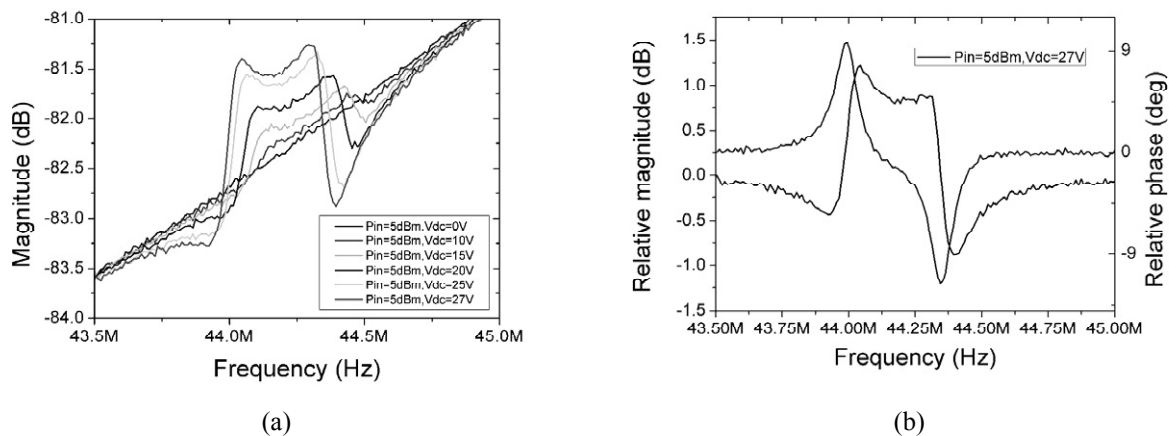 -81.0
-81.5
-82.0
-82.5
-83.0
-83.5
-84.0
Magnitude (dB)
Pin=5dBm,Vdc=0V
Pin=5dBm,Vdc=10V
Pin=5dBm,Vdc=15V
Pin=5dBm,Vdc=20V
Pin=5dBm,Vdc=25V
Pin=5dBm,Vdc=27V
43.5M 44.0M 44.5M 45.0M
Frequency (Hz)
(a)
1.5
1.0
0.5
0.0
-0.5
-1.0
-1.5
Relative magnitude (dB)
Pin=5dBm,Vdc=27V
9
0
-9
Relative phase (deg)
43.50M 43.75M 44.00M 44.25M 44.50M 44.75M 45.00M
Frequency (Hz)
(b)